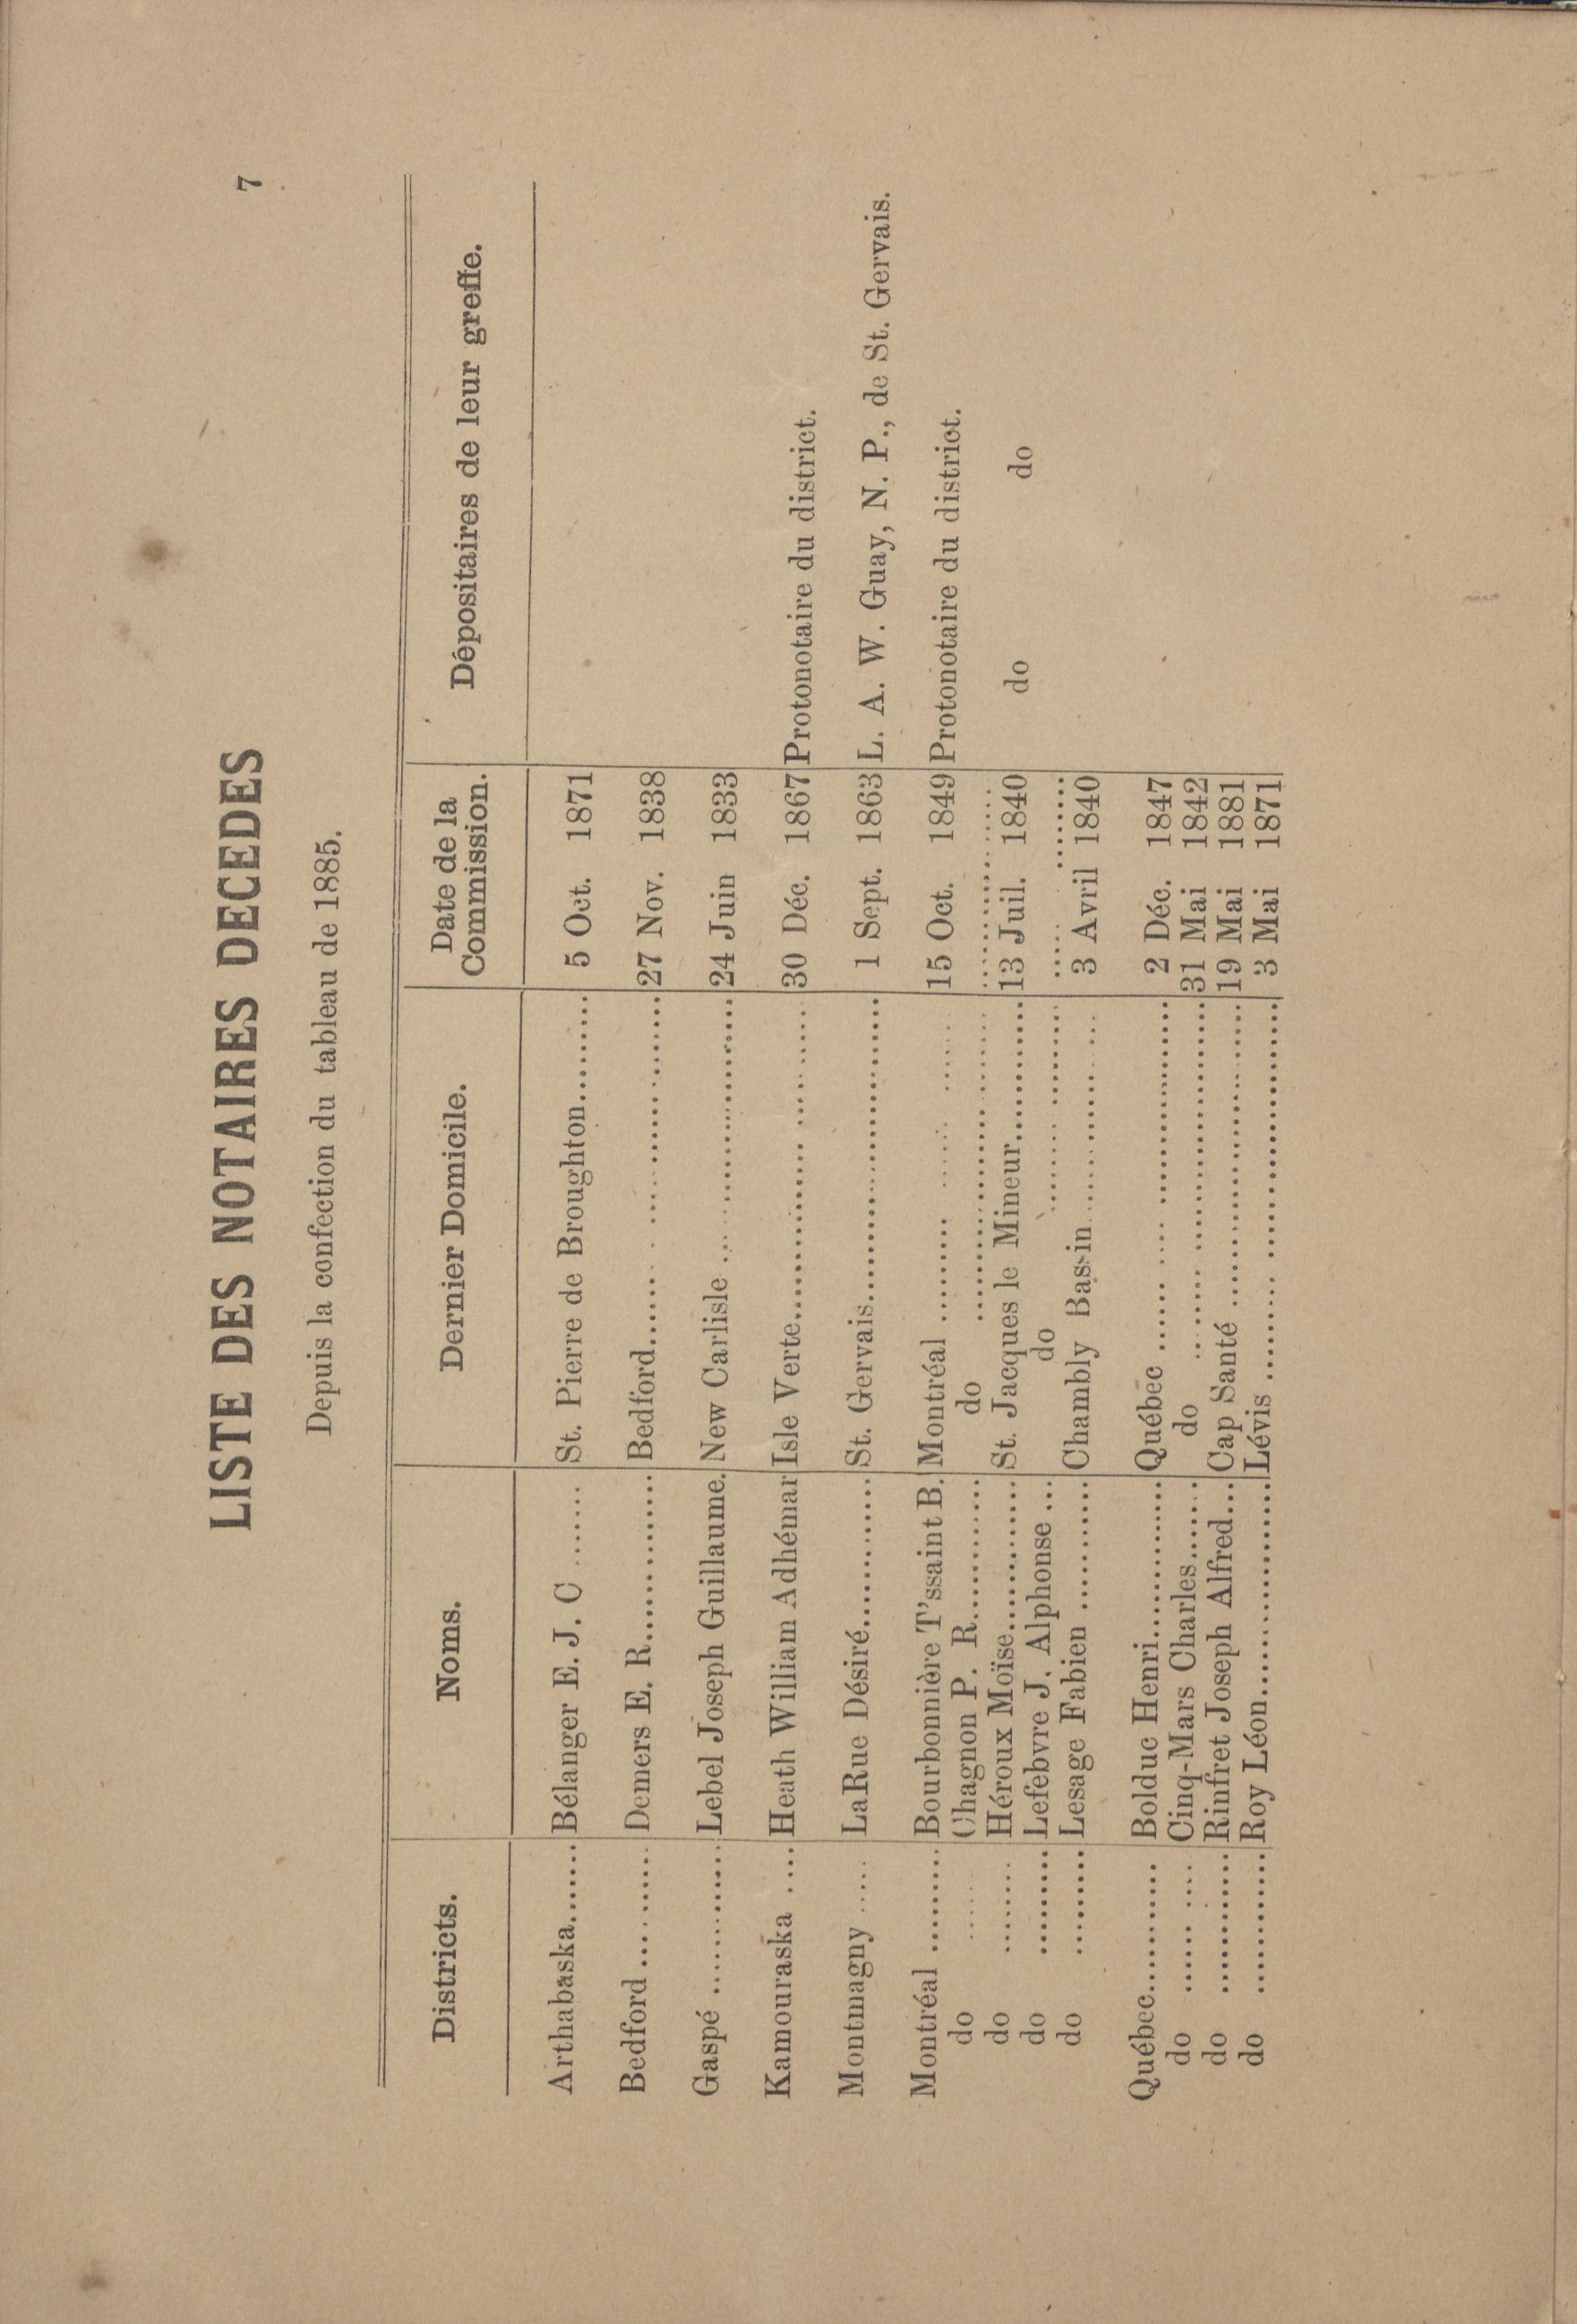 7
LISTE DES NOTAIRES DECEDES
Depuis la confection du tableau de 1885.
Districts. Noms. Dernier Domicile. Date de la Commission. Dépositaires de leur greffe.
Arthabaska....... Bélanger E. J. C ....... St. Pierre de Broughton.......... 5 Oct. 1871
Bedford .......... Demers E. R............... Bedford...... .................... 27 Nov. 1838
Gaspé ............ Lebel Joseph Guillaume. New Carlisle .................... 24 Juin 1833
Kamouraska .... Heath William Adhémar Isle Verte........................ 30 Déc. 1867 Protonotaire du district.
Montmagny ..... LaRue Désiré............. St. Gervais........................ 1 Sept. 1863 L. A. W. Guay, N. P., de St. Gervais.
Montréal ......... Bourbonnière T'ssaint B. Montréal ......... ...... ...... 15 Oct. 1849 Protonotaire du district.
do ...... Chagnon P. R............. do ........................ ..................
do ........ Héroux Moïse............. St. Jacques le Mineur........... 13 Juil. 1840 do do
do ......... Lefebvre J. Alphonse ... do ................ ..... ........
do ......... Lesage Fabien .......... Chambly Bassin................ 3 Avril 1840
Québec........... Bolduc Henri.............. Québec ...... .... .................. 2 Déc. 1847
do ...... .... Cinq-Mars Charles....... do ........................ 31 Mai 1842
do ............ Rinfret Joseph Alfred... Cap Santé ........................ 19 Mai 1881
do ............ Roy Léon.................. Lévis ........ ...................... 3 Mai 1871